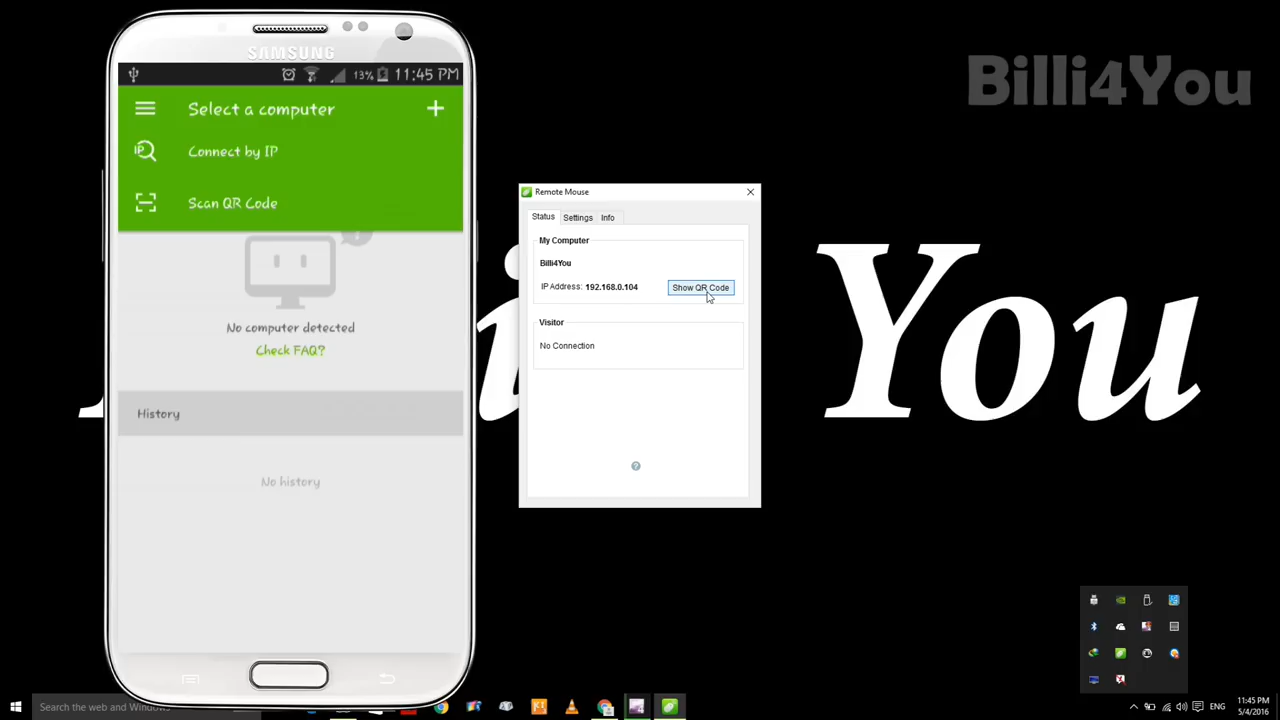 Billi4You
SAMSUNG
13% 11:45 PM
Select a computer
Connect by IP
IP
Scan QR Code
No computer detected
Check FAQ?
History
No history
Remote Mouse
Status Settings Info
My Computer
Billi4You
IP Address: 192.168.0.104 Show QR Code
Visitor
No Connection
You
Search the web and Windows
ENG
11:45 PM
5/4/2016